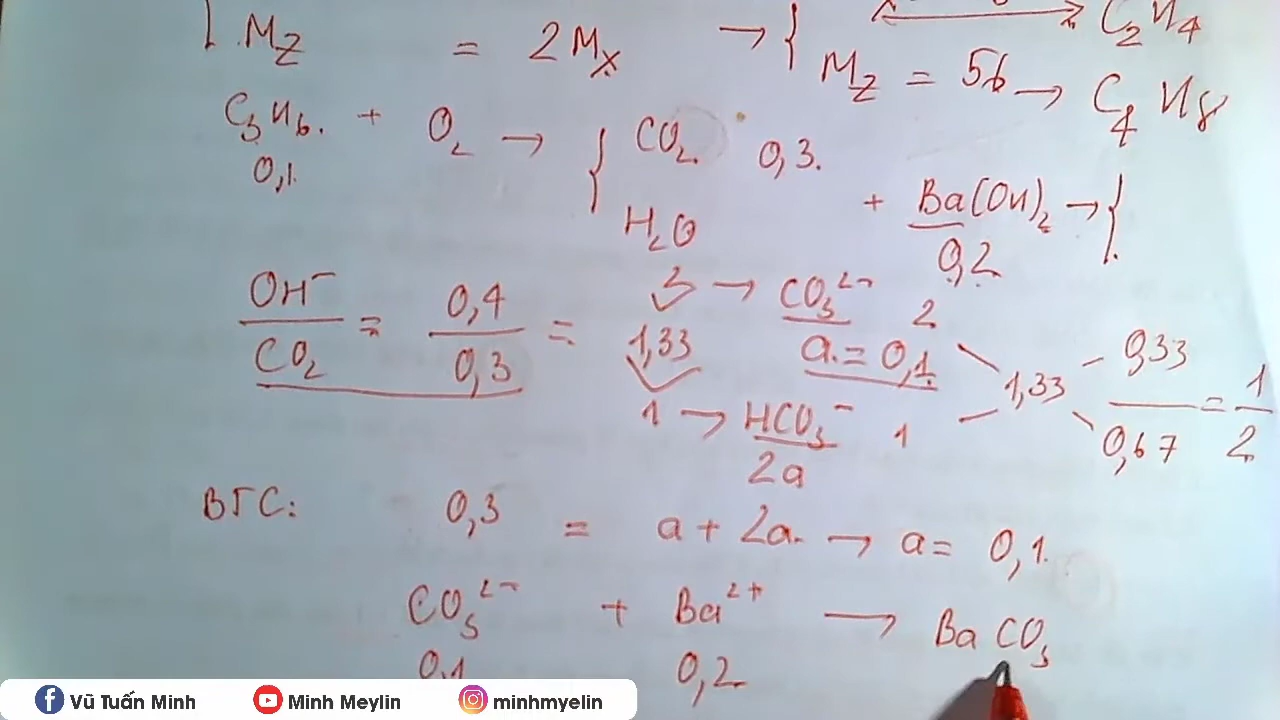 M_Z = 2M_X → { C₂H₄
M_Z = 56 → C₄H₈
C₃H₆ + O₂ → { CO₂ 0,3.
0,1
H₂O
+ Ba(OH)₂ → {
0,2
OH⁻/CO₂ = 0,4/0,3 = 1,33
2 → CO₃²⁻ 2
a = 0,1
1 → HCO₃⁻ 1
2a
1,33
0,33/0,67 = 1/2
BTC: 0,3 = a + 2a → a = 0,1
CO₃²⁻ + Ba²⁺ → BaCO₃
0,1 0,2
Vũ Tuấn Minh Minh Meylin minhmyelin